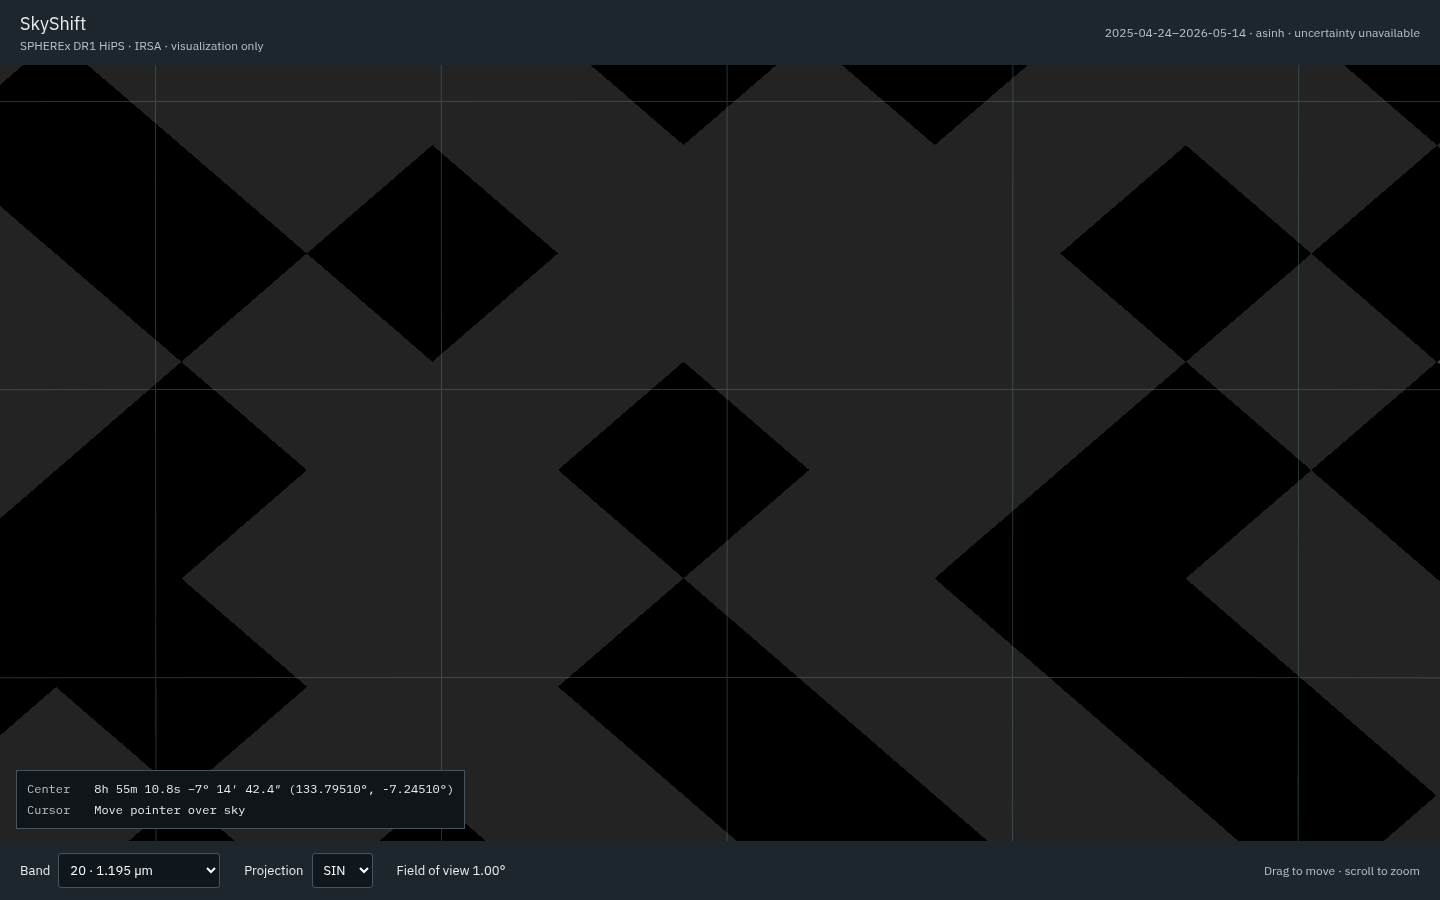 SkyShift
SPHEREx DR1 HiPS · IRSA · visualization only
2025-04-24–2026-05-14 · asinh · uncertainty unavailable
Center 8h 55m 10.8s −7° 14′ 42.4″ (133.79510°, -7.24510°)
Cursor Move pointer over sky
Band 20 · 1.195 µm Projection SIN Field of view 1.00° Drag to move · scroll to zoom